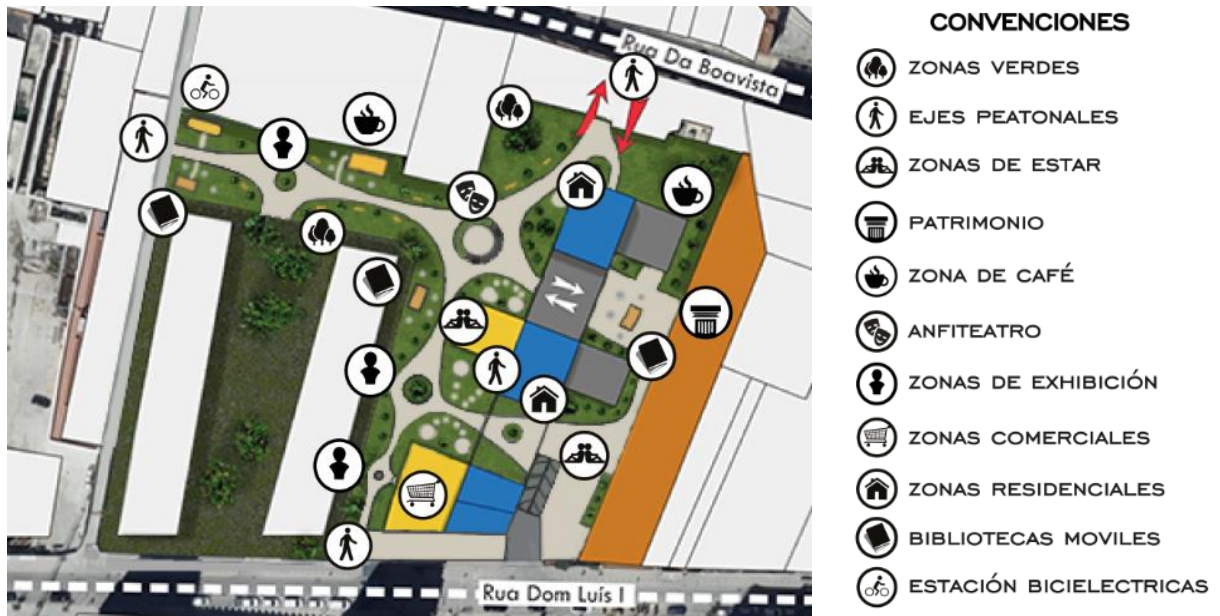 Rua Da Boavista
Rua Dom Luís I
CONVENCIONES
ZONAS VERDES
EJES PEATONALES
ZONAS DE ESTAR
PATRIMONIO
ZONA DE CAFÉ
ANFITEATRO
ZONAS DE EXHIBICIÓN
ZONAS COMERCIALES
ZONAS RESIDENCIALES
BIBLIOTECAS MOVILES
ESTACIÓN BICIELECTRICAS